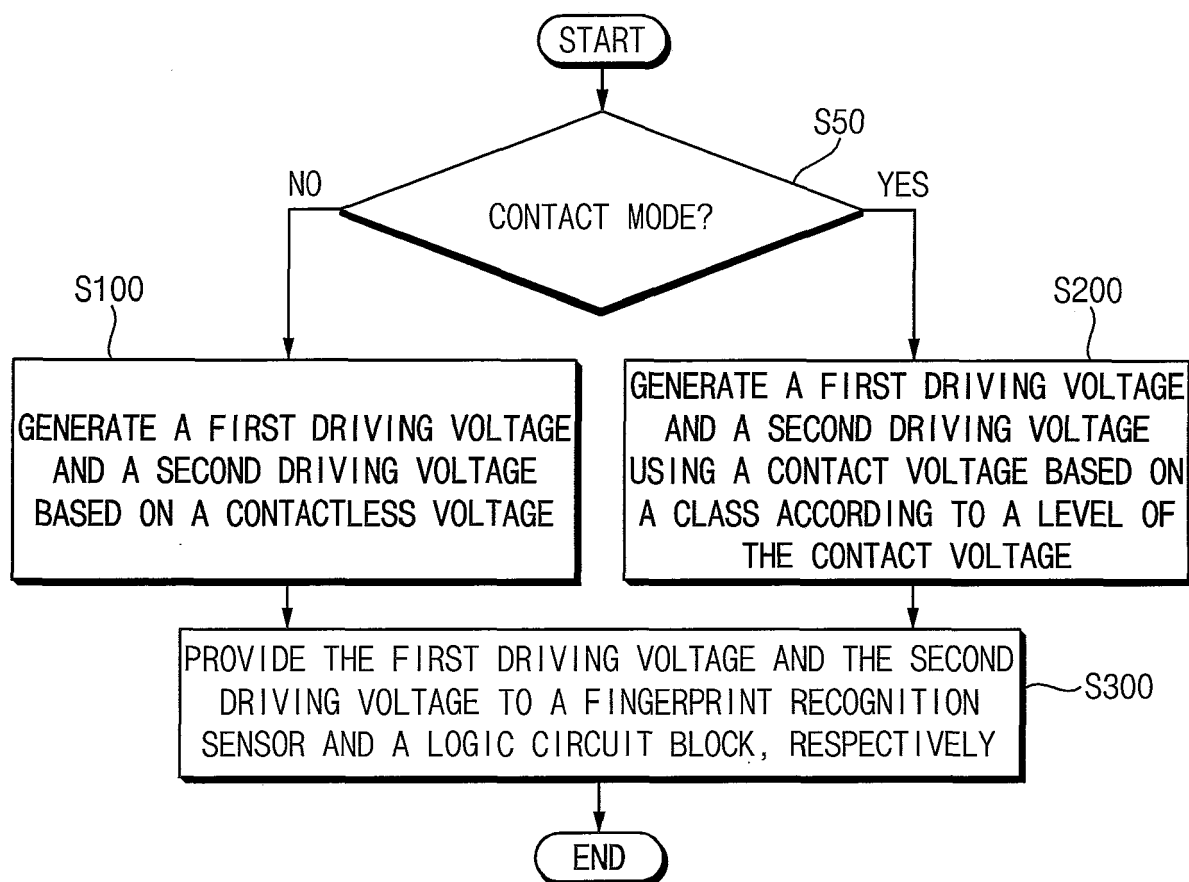 START
S50
NO
YES
CONTACT MODE?
S100
S200
GENERATE A FIRST DRIVING VOLTAGE
AND A SECOND DRIVING VOLTAGE
BASED ON A CONTACTLESS VOLTAGE
GENERATE A FIRST DRIVING VOLTAGE
AND A SECOND DRIVING VOLTAGE
USING A CONTACT VOLTAGE BASED ON
A CLASS ACCORDING TO A LEVEL OF
THE CONTACT VOLTAGE
PROVIDE THE FIRST DRIVING VOLTAGE AND THE SECOND
DRIVING VOLTAGE TO A FINGERPRINT RECOGNITION
SENSOR AND A LOGIC CIRCUIT BLOCK, RESPECTIVELY
S300
END